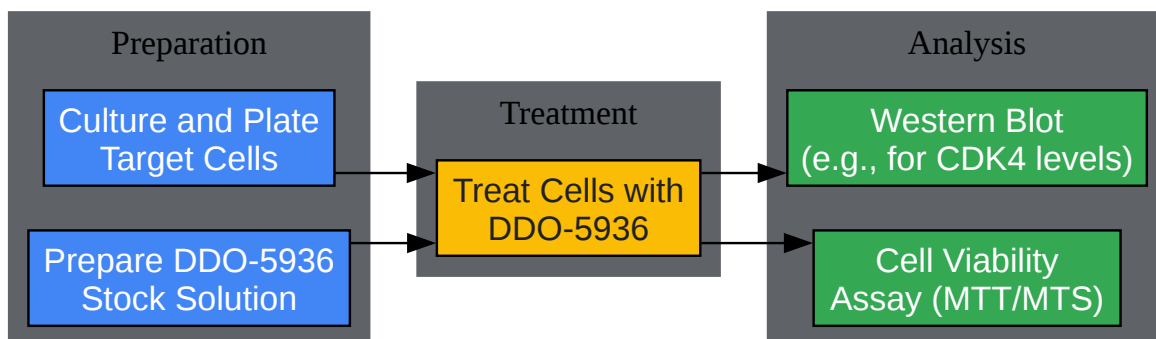 Preparation
Culture and Plate
Target Cells
Prepare DDO-5936
Stock Solution
Treatment
Treat Cells with
DDO-5936
Analysis
Western Blot
(e.g., for CDK4 levels)
Cell Viability
Assay (MTT/MTS)